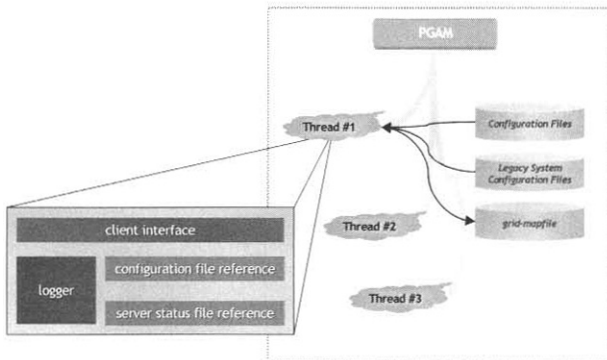 PGAM
Thread #1
Configuration Files
Legacy System
Configuration Files
grid-mapfile
Thread #2
Thread #3
client interface
logger
configuration file reference
server status file reference